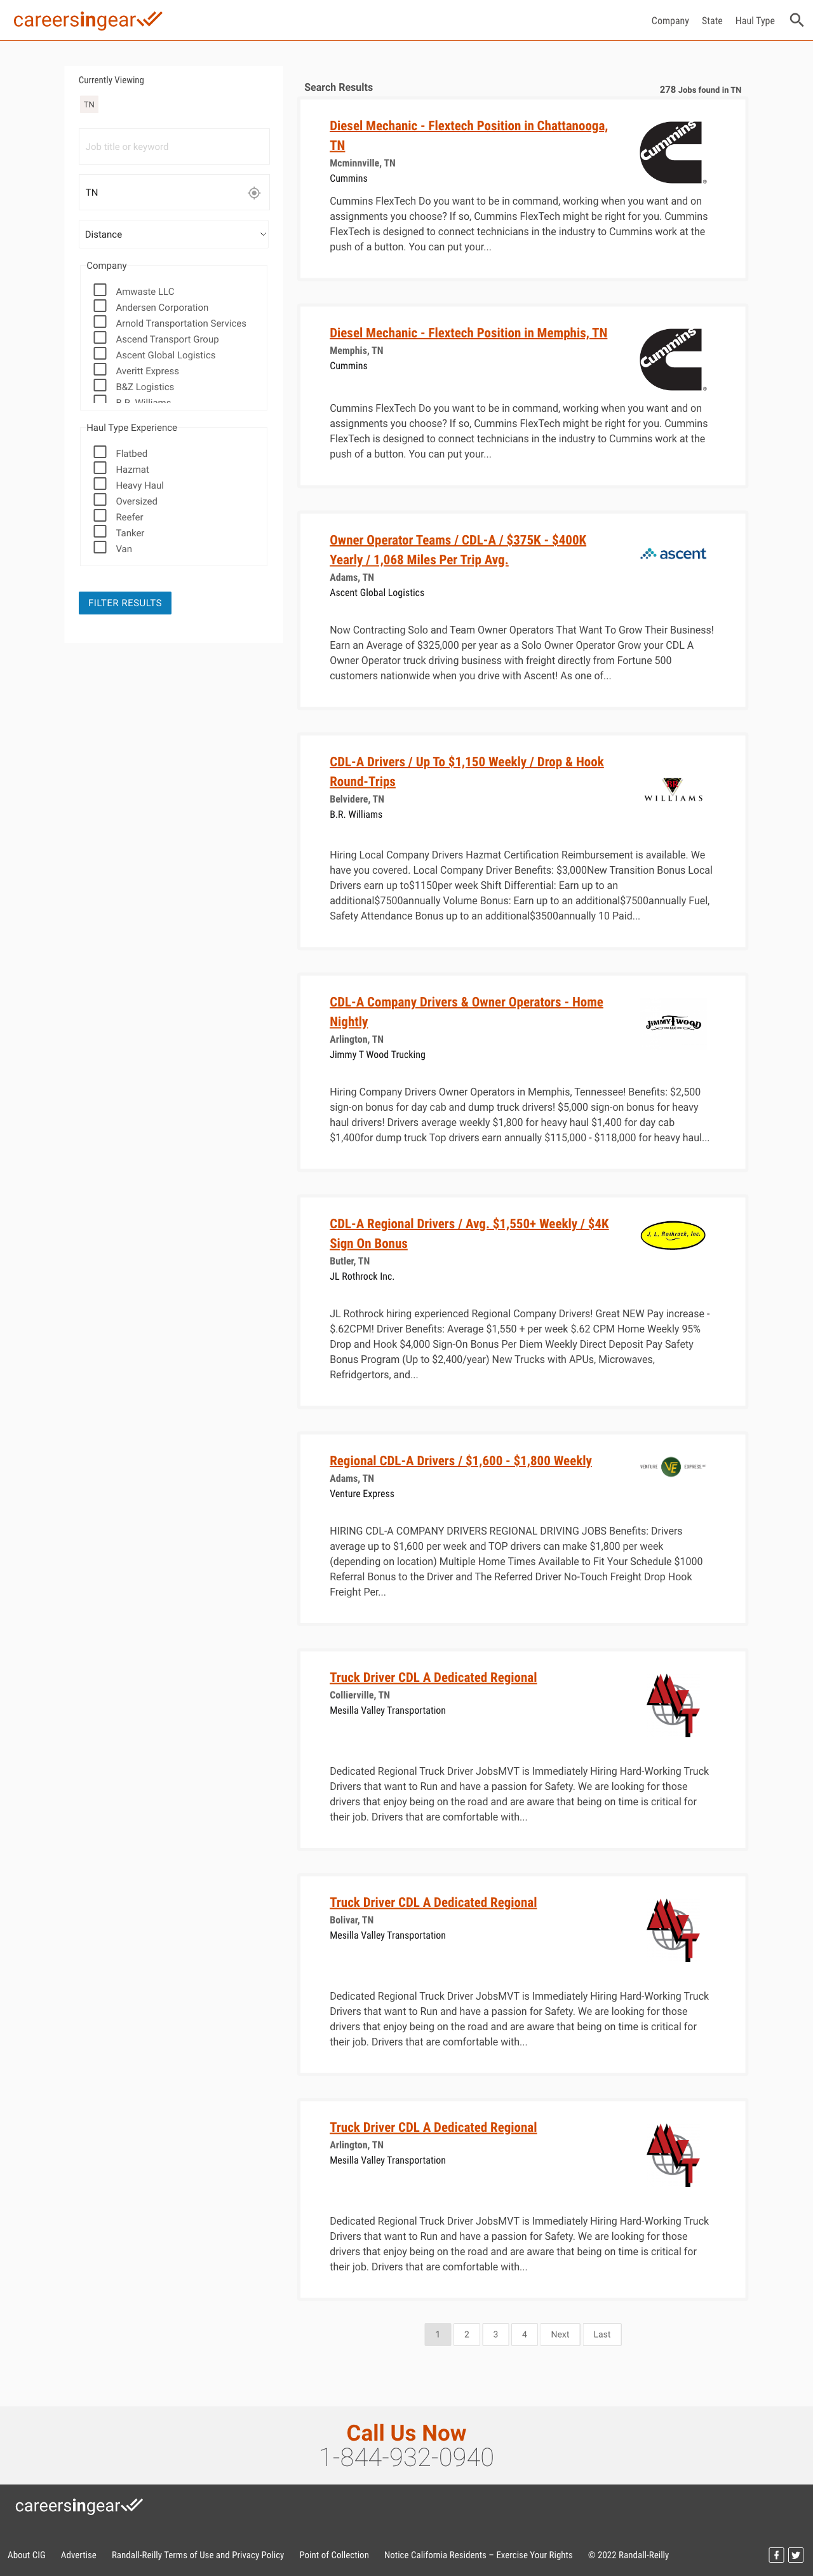 careersingear
Company State Haul Type
Currently Viewing
TN
Job title or keyword
TN
Distance
Company
Amwaste LLC
Andersen Corporation
Arnold Transportation Services
Ascend Transport Group
Ascent Global Logistics
Averitt Express
B&Z Logistics
B.R. Williams
Haul Type Experience
Flatbed
Hazmat
Heavy Haul
Oversized
Reefer
Tanker
Van
FILTER RESULTS
Search Results
278 Jobs found in TN
Diesel Mechanic - Flextech Position in Chattanooga,
TN
Mcminnville, TN
Cummins
Cummins
Cummins FlexTech Do you want to be in command, working when you want and on
assignments you choose? If so, Cummins FlexTech might be right for you. Cummins
FlexTech is designed to connect technicians in the industry to Cummins work at the
push of a button. You can put your...
Diesel Mechanic - Flextech Position in Memphis, TN
Memphis, TN
Cummins
Cummins
Cummins FlexTech Do you want to be in command, working when you want and on
assignments you choose? If so, Cummins FlexTech might be right for you. Cummins
FlexTech is designed to connect technicians in the industry to Cummins work at the
push of a button. You can put your...
Owner Operator Teams / CDL-A / $375K - $400K
Yearly / 1,068 Miles Per Trip Avg.
Adams, TN
Ascent Global Logistics
ascent
Now Contracting Solo and Team Owner Operators That Want To Grow Their Business!
Earn an Average of $325,000 per year as a Solo Owner Operator Grow your CDL A
Owner Operator truck driving business with freight directly from Fortune 500
customers nationwide when you drive with Ascent! As one of...
CDL-A Drivers / Up To $1,150 Weekly / Drop & Hook
Round-Trips
Belvidere, TN
B.R. Williams
WILLIAMS
Hiring Local Company Drivers Hazmat Certification Reimbursement is available. We
have you covered. Local Company Driver Benefits: $3,000New Transition Bonus Local
Drivers earn up to$1150per week Shift Differential: Earn up to an
additional$7500annually Volume Bonus: Earn up to an additional$7500annually Fuel,
Safety Attendance Bonus up to an additional$3500annually 10 Paid...
CDL-A Company Drivers & Owner Operators - Home
Nightly
Arlington, TN
Jimmy T Wood Trucking
JIMMY T WOOD
Hiring Company Drivers Owner Operators in Memphis, Tennessee! Benefits: $2,500
sign-on bonus for day cab and dump truck drivers! $5,000 sign-on bonus for heavy
haul drivers! Drivers average weekly $1,800 for heavy haul $1,400 for day cab
$1,400for dump truck Top drivers earn annually $115,000 - $118,000 for heavy haul...
CDL-A Regional Drivers / Avg. $1,550+ Weekly / $4K
Sign On Bonus
Butler, TN
JL Rothrock Inc.
J. L. Rothrock, Inc.
JL Rothrock hiring experienced Regional Company Drivers! Great NEW Pay increase -
$.62CPM! Driver Benefits: Average $1,550 + per week $.62 CPM Home Weekly 95%
Drop and Hook $4,000 Sign-On Bonus Per Diem Weekly Direct Deposit Pay Safety
Bonus Program (Up to $2,400/year) New Trucks with APUs, Microwaves,
Refridgertors, and...
Regional CDL-A Drivers / $1,600 - $1,800 Weekly
Adams, TN
Venture Express
VENTURE VE EXPRESS
HIRING CDL-A COMPANY DRIVERS REGIONAL DRIVING JOBS Benefits: Drivers
average up to $1,600 per week and TOP drivers can make $1,800 per week
(depending on location) Multiple Home Times Available to Fit Your Schedule $1000
Referral Bonus to the Driver and The Referred Driver No-Touch Freight Drop Hook
Freight Per...
Truck Driver CDL A Dedicated Regional
Collierville, TN
Mesilla Valley Transportation
Dedicated Regional Truck Driver JobsMVT is Immediately Hiring Hard-Working Truck
Drivers that want to Run and have a passion for Safety. We are looking for those
drivers that enjoy being on the road and are aware that being on time is critical for
their job. Drivers that are comfortable with...
Truck Driver CDL A Dedicated Regional
Bolivar, TN
Mesilla Valley Transportation
Dedicated Regional Truck Driver JobsMVT is Immediately Hiring Hard-Working Truck
Drivers that want to Run and have a passion for Safety. We are looking for those
drivers that enjoy being on the road and are aware that being on time is critical for
their job. Drivers that are comfortable with...
Truck Driver CDL A Dedicated Regional
Arlington, TN
Mesilla Valley Transportation
Dedicated Regional Truck Driver JobsMVT is Immediately Hiring Hard-Working Truck
Drivers that want to Run and have a passion for Safety. We are looking for those
drivers that enjoy being on the road and are aware that being on time is critical for
their job. Drivers that are comfortable with...
1 2 3 4 Next Last
Call Us Now
1-844-932-0940
careersingear
About CIG Advertise Randall-Reilly Terms of Use and Privacy Policy Point of Collection Notice California Residents – Exercise Your Rights © 2022 Randall-Reilly